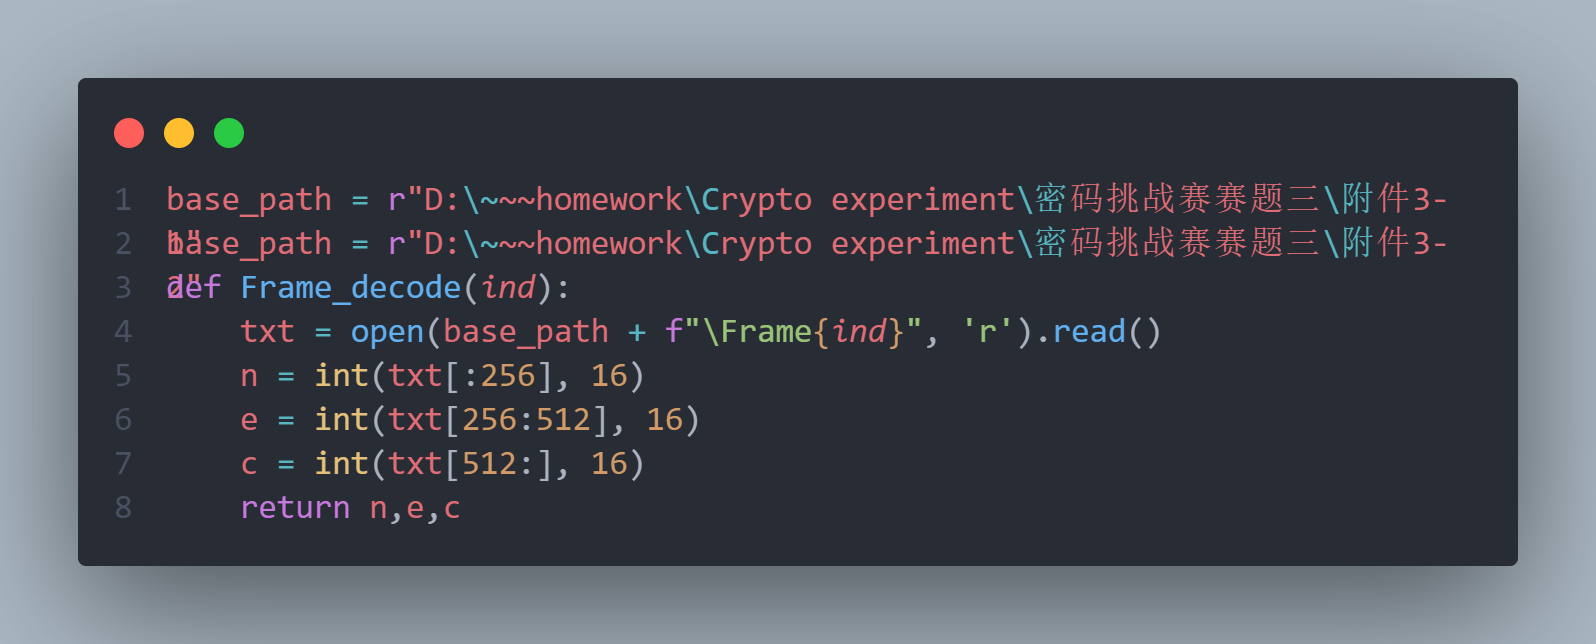 1 base_path = r"D:\~~~homework\Crypto experiment\密码挑战赛赛题三\附件3-1"
2 base_path = r"D:\~~~homework\Crypto experiment\密码挑战赛赛题三\附件3-2"
3 def Frame_decode(ind):
4     txt = open(base_path + f"\Frame{ind}", 'r').read()
5     n = int(txt[:256], 16)
6     e = int(txt[256:512], 16)
7     c = int(txt[512:], 16)
8     return n,e,c